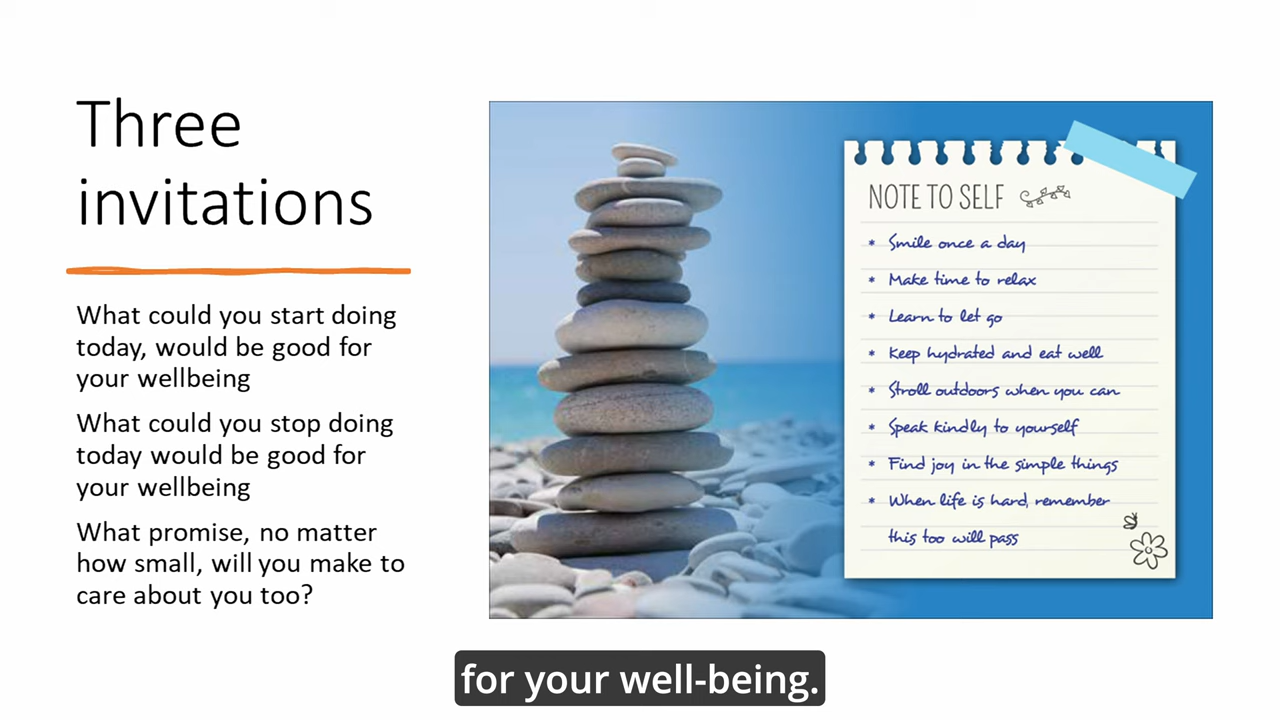 Three
invitations
What could you start doing
today, would be good for
your wellbeing
What could you stop doing
today would be good for
your wellbeing
What promise, no matter
how small, will you make to
care about you too?
NOTE TO SELF
* Smile once a day
* Make time to relax
* Learn to let go
* Keep hydrated and eat well
* Stroll outdoors when you can
* Speak kindly to yourself
* Find joy in the simple things
* When life is hard, remember
this too will pass
for your well-being.